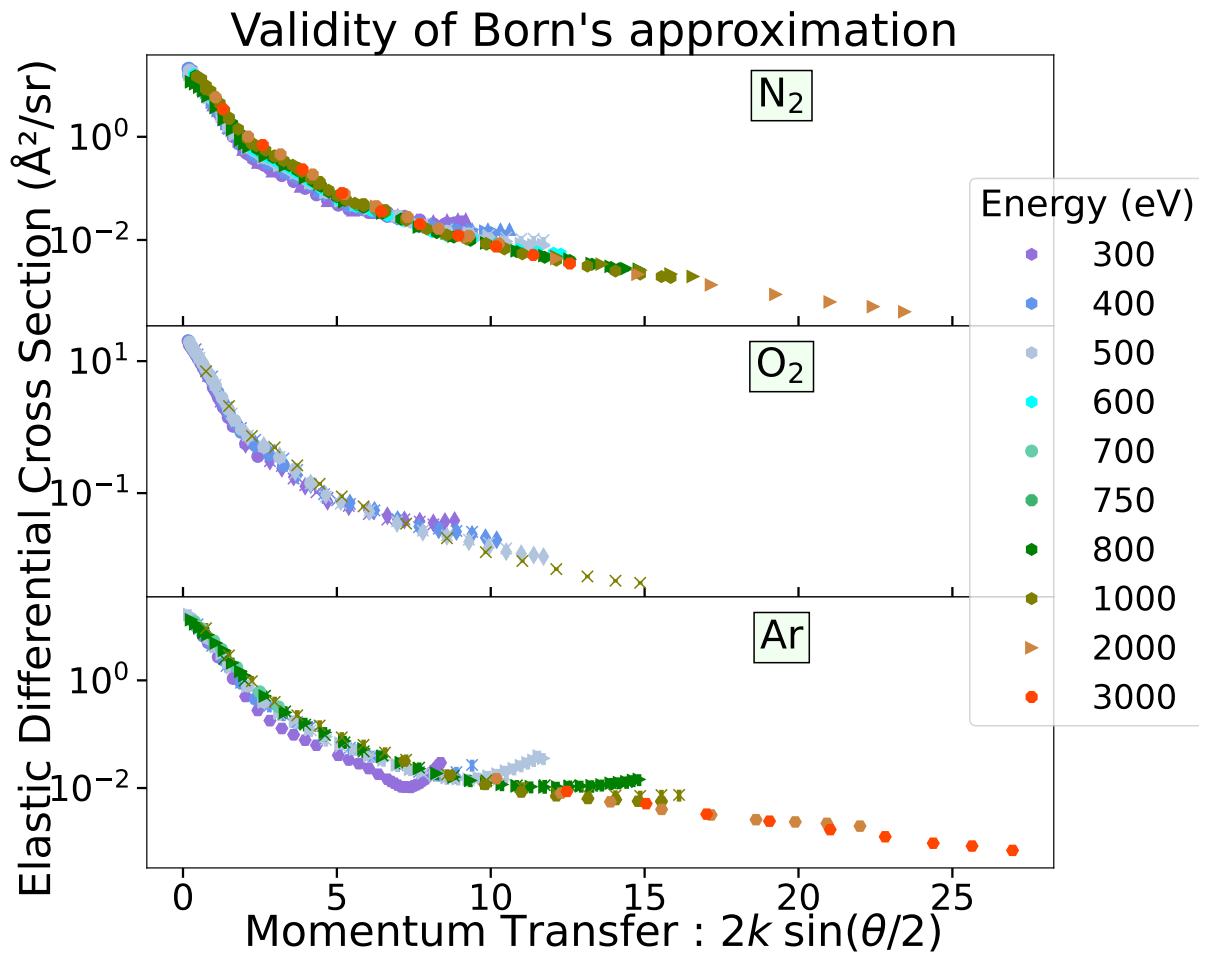 Validity of Born's approximation
Elastic Differential Cross Section (Å²/sr)
N₂
10⁰
10⁻²
O₂
10¹
10⁻¹
Ar
10⁰
10⁻²
0 5 10 15 20 25
Momentum Transfer : 2k sin(θ/2)
Energy (eV)
300
400
500
600
700
750
800
1000
2000
3000